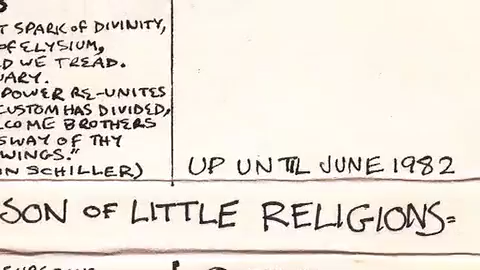 T SPARK OF DIVINITY,
OF ELYSIUM,
D WE TREAD.
UARY.
POWER RE-UNITES
CUSTOM HAS DIVIDED,
LCOME BROTHERS
SWAY OF THY
WINGS."
N SCHILLER)
UP UNTIL JUNE 1982
SON OF LITTLE RELIGIONS=